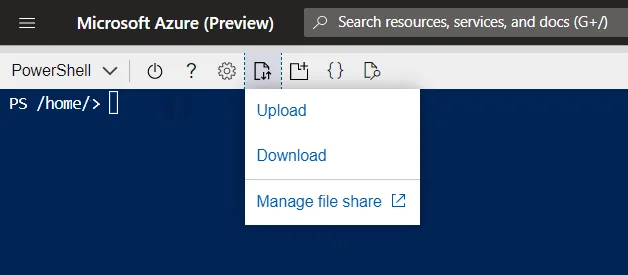 Microsoft Azure (Preview)
Search resources, services, and docs (G+/)
PowerShell
?
{}
PS /home/>
Upload
Download
Manage file share